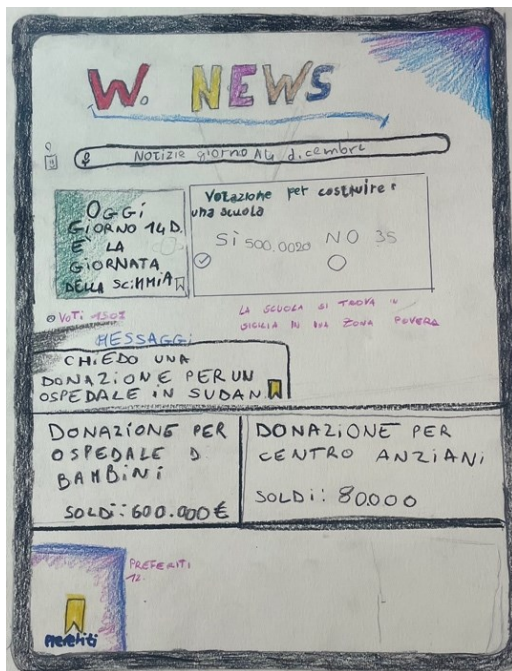 W. NEWS
NOTIZIE giorno 14 dicembre
OGGI
GIORNO 14 D.
È LA
GIORNATA
DELLA SCIMMIA
Votazione per costruire
una scuola
SÌ 500.0020 NO 35
VOTI 1502
LA SCUOLA SI TROVA IN
SICILIA IN UNA ZONA POVERA
MESSAGGI
CHIEDO UNA
DONAZIONE PER UN
OSPEDALE IN SUDAN
DONAZIONE PER
OSPEDALE D
BAMBINI
SOLDI: 600.000€
DONAZIONE PER
CENTRO ANZIANI
SOLDI: 80.000
PREFERITI
12
Preferiti